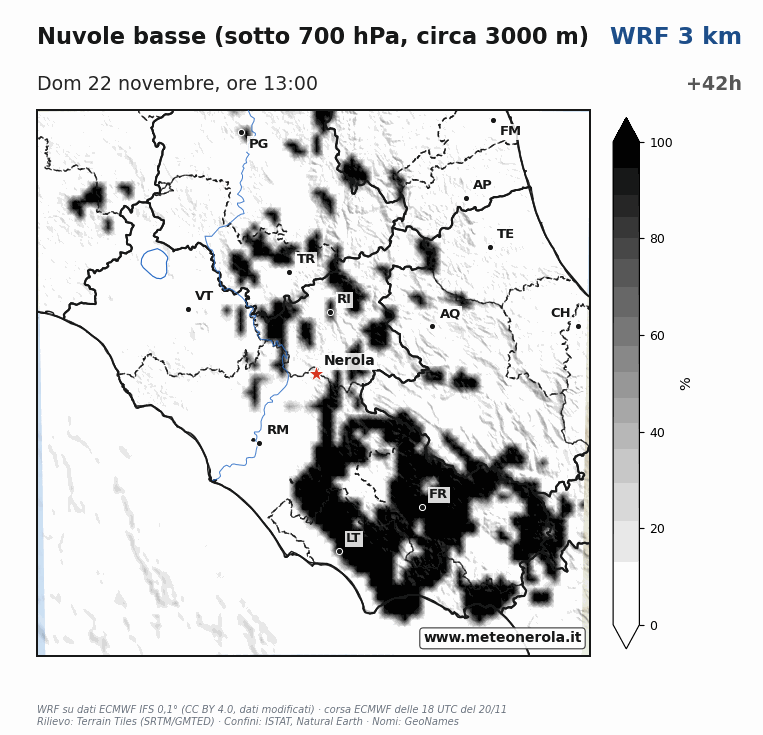 Nuvole basse (sotto 700 hPa, circa 3000 m) WRF 3 km
Dom 22 novembre, ore 13:00 +42h
FM
PG
AP
TE
TR
VT
RI
AQ
CH.
Nerola
RM
FR
LT
www.meteonerola.it
100
80
60
40
20
0
%
WRF su dati ECMWF IFS 0,1° (CC BY 4.0, dati modificati) · corsa ECMWF delle 18 UTC del 20/11
Rilievo: Terrain Tiles (SRTM/GMTED) · Confini: ISTAT, Natural Earth · Nomi: GeoNames